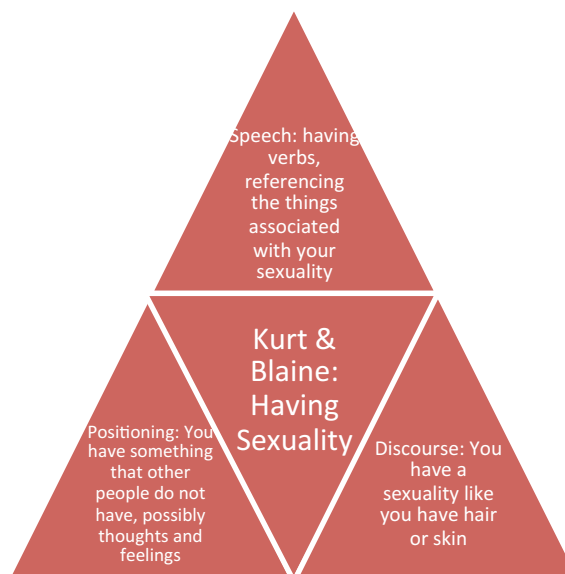 Speech: having
verbs,
referencing
the things
associated
with your
sexuality
Kurt &
Blaine:
Having
Sexuality
Positioning: You
have something
that other
people do not
have, possibly
thoughts and
feelings
Discourse: You
have a
sexuality like
you have hair
or skin